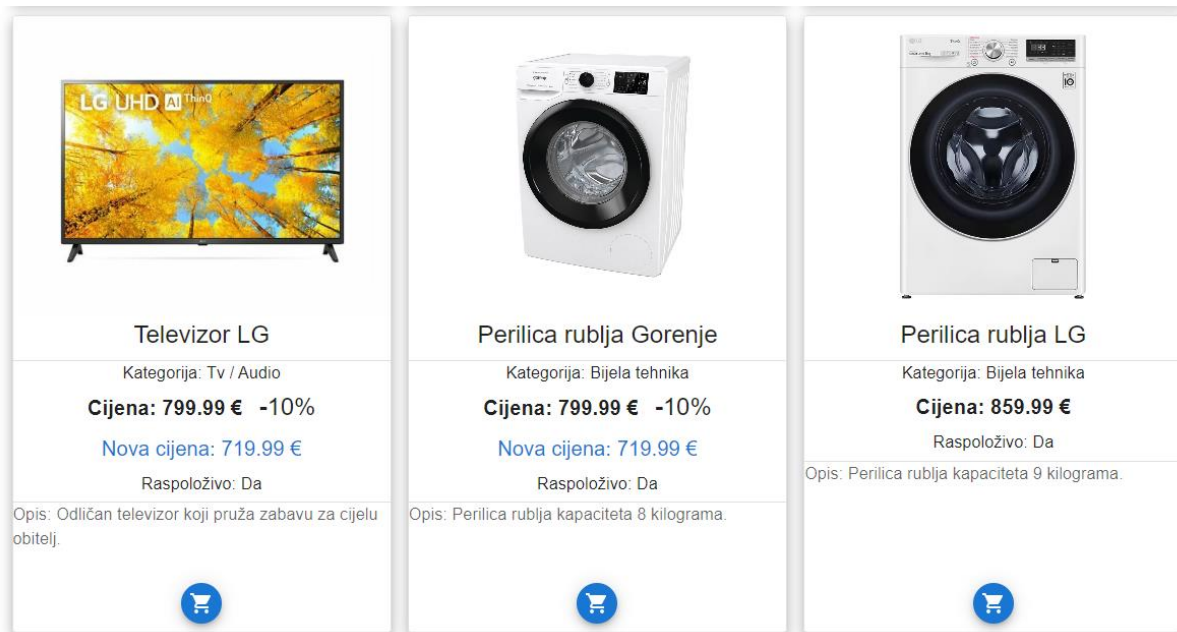 LG UHD AI ThinQ
Televizor LG
Kategorija: Tv / Audio
Cijena: 799.99 € -10%
Nova cijena: 719.99 €
Raspoloživo: Da
Opis: Odličan televizor koji pruža zabavu za cijelu
obitelj.
gorenje
Perilica rublja Gorenje
Kategorija: Bijela tehnika
Cijena: 799.99 € -10%
Nova cijena: 719.99 €
Raspoloživo: Da
Opis: Perilica rublja kapaciteta 8 kilograma.
Perilica rublja LG
Kategorija: Bijela tehnika
Cijena: 859.99 €
Raspoloživo: Da
Opis: Perilica rublja kapaciteta 9 kilograma.